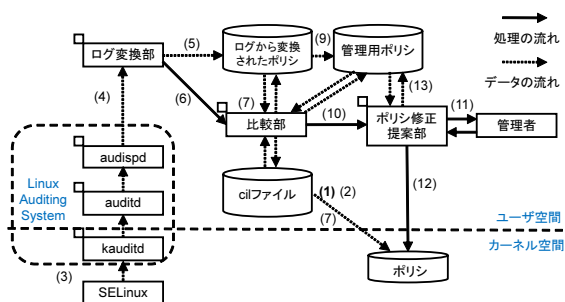 ログ変換部
(5)
ログから変換
されたポリシ
(9)
管理用ポリシ
処理の流れ
データの流れ
(4)
(6)
(7)
(13)
比較部
(10)
ポリシ修正
提案部
(11)
管理者
audispd
Linux
Auditing
System
auditd
cilファイル
(1) (2)
(7)
(12)
ユーザ空間
カーネル空間
kauditd
(3)
ポリシ
SELinux